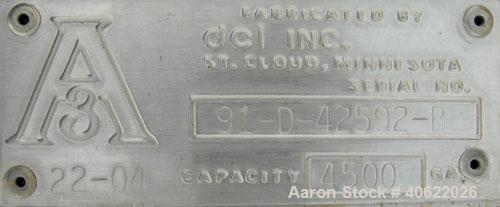 FABRICATED BY
dci INC.
ST. CLOUD, MINNESOTA
SERIAL NO.
A
3
91-D-42592-B
22-04 CAPACITY 4500 GAL
Aaron Stock # 40622026